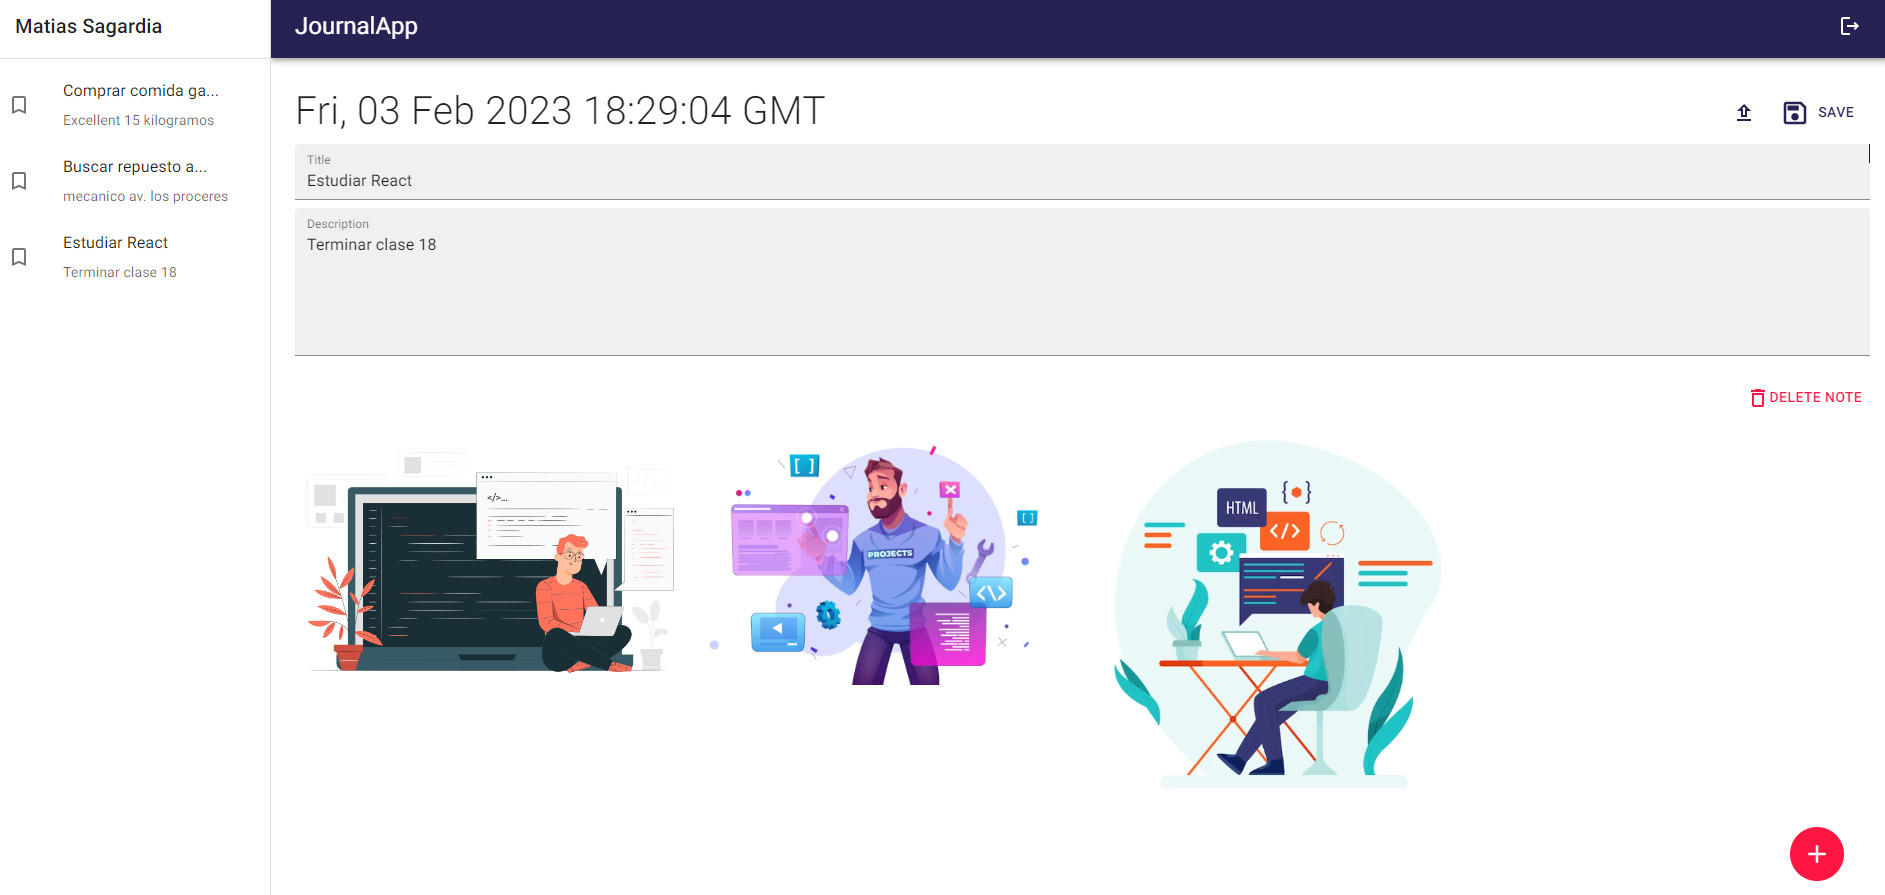 Matias Sagardia
JournalApp
Comprar comida ga...
Excellent 15 kilogramos
Buscar repuesto a...
mecanico av. los proceres
Estudiar React
Terminar clase 18
Fri, 03 Feb 2023 18:29:04 GMT
SAVE
Title
Estudiar React
Description
Terminar clase 18
DELETE NOTE
</>...
[ ]
[ ]
PROJECTS
<\>
HTML
{ }
</>